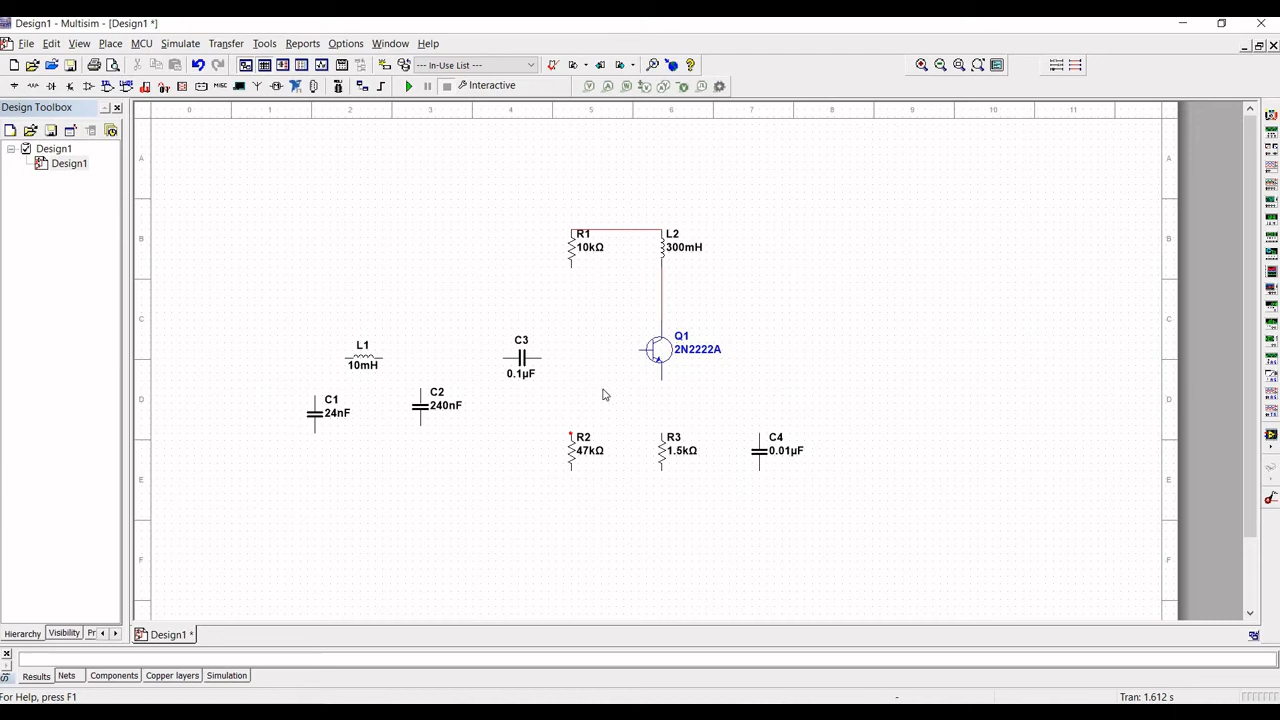 Design1 - Multisim - [Design1 *]
File Edit View Place MCU Simulate Transfer Tools Reports Options Window Help
--- In-Use List ---
Interactive
Design Toolbox
0 1 2 3 4 5 6 7 8 9 10 11
Design1
Design1
A A
B B
C C
D D
E E
F F
R1
10kΩ
L2
300mH
Q1
2N2222A
L1
10mH
C3
0.1µF
C1
24nF
C2
240nF
R2
47kΩ
R3
1.5kΩ
C4
0.01µF
Hierarchy Visibility Pr
Design1 *
Results Nets Components Copper layers Simulation
For Help, press F1
- Tran: 1.612 s